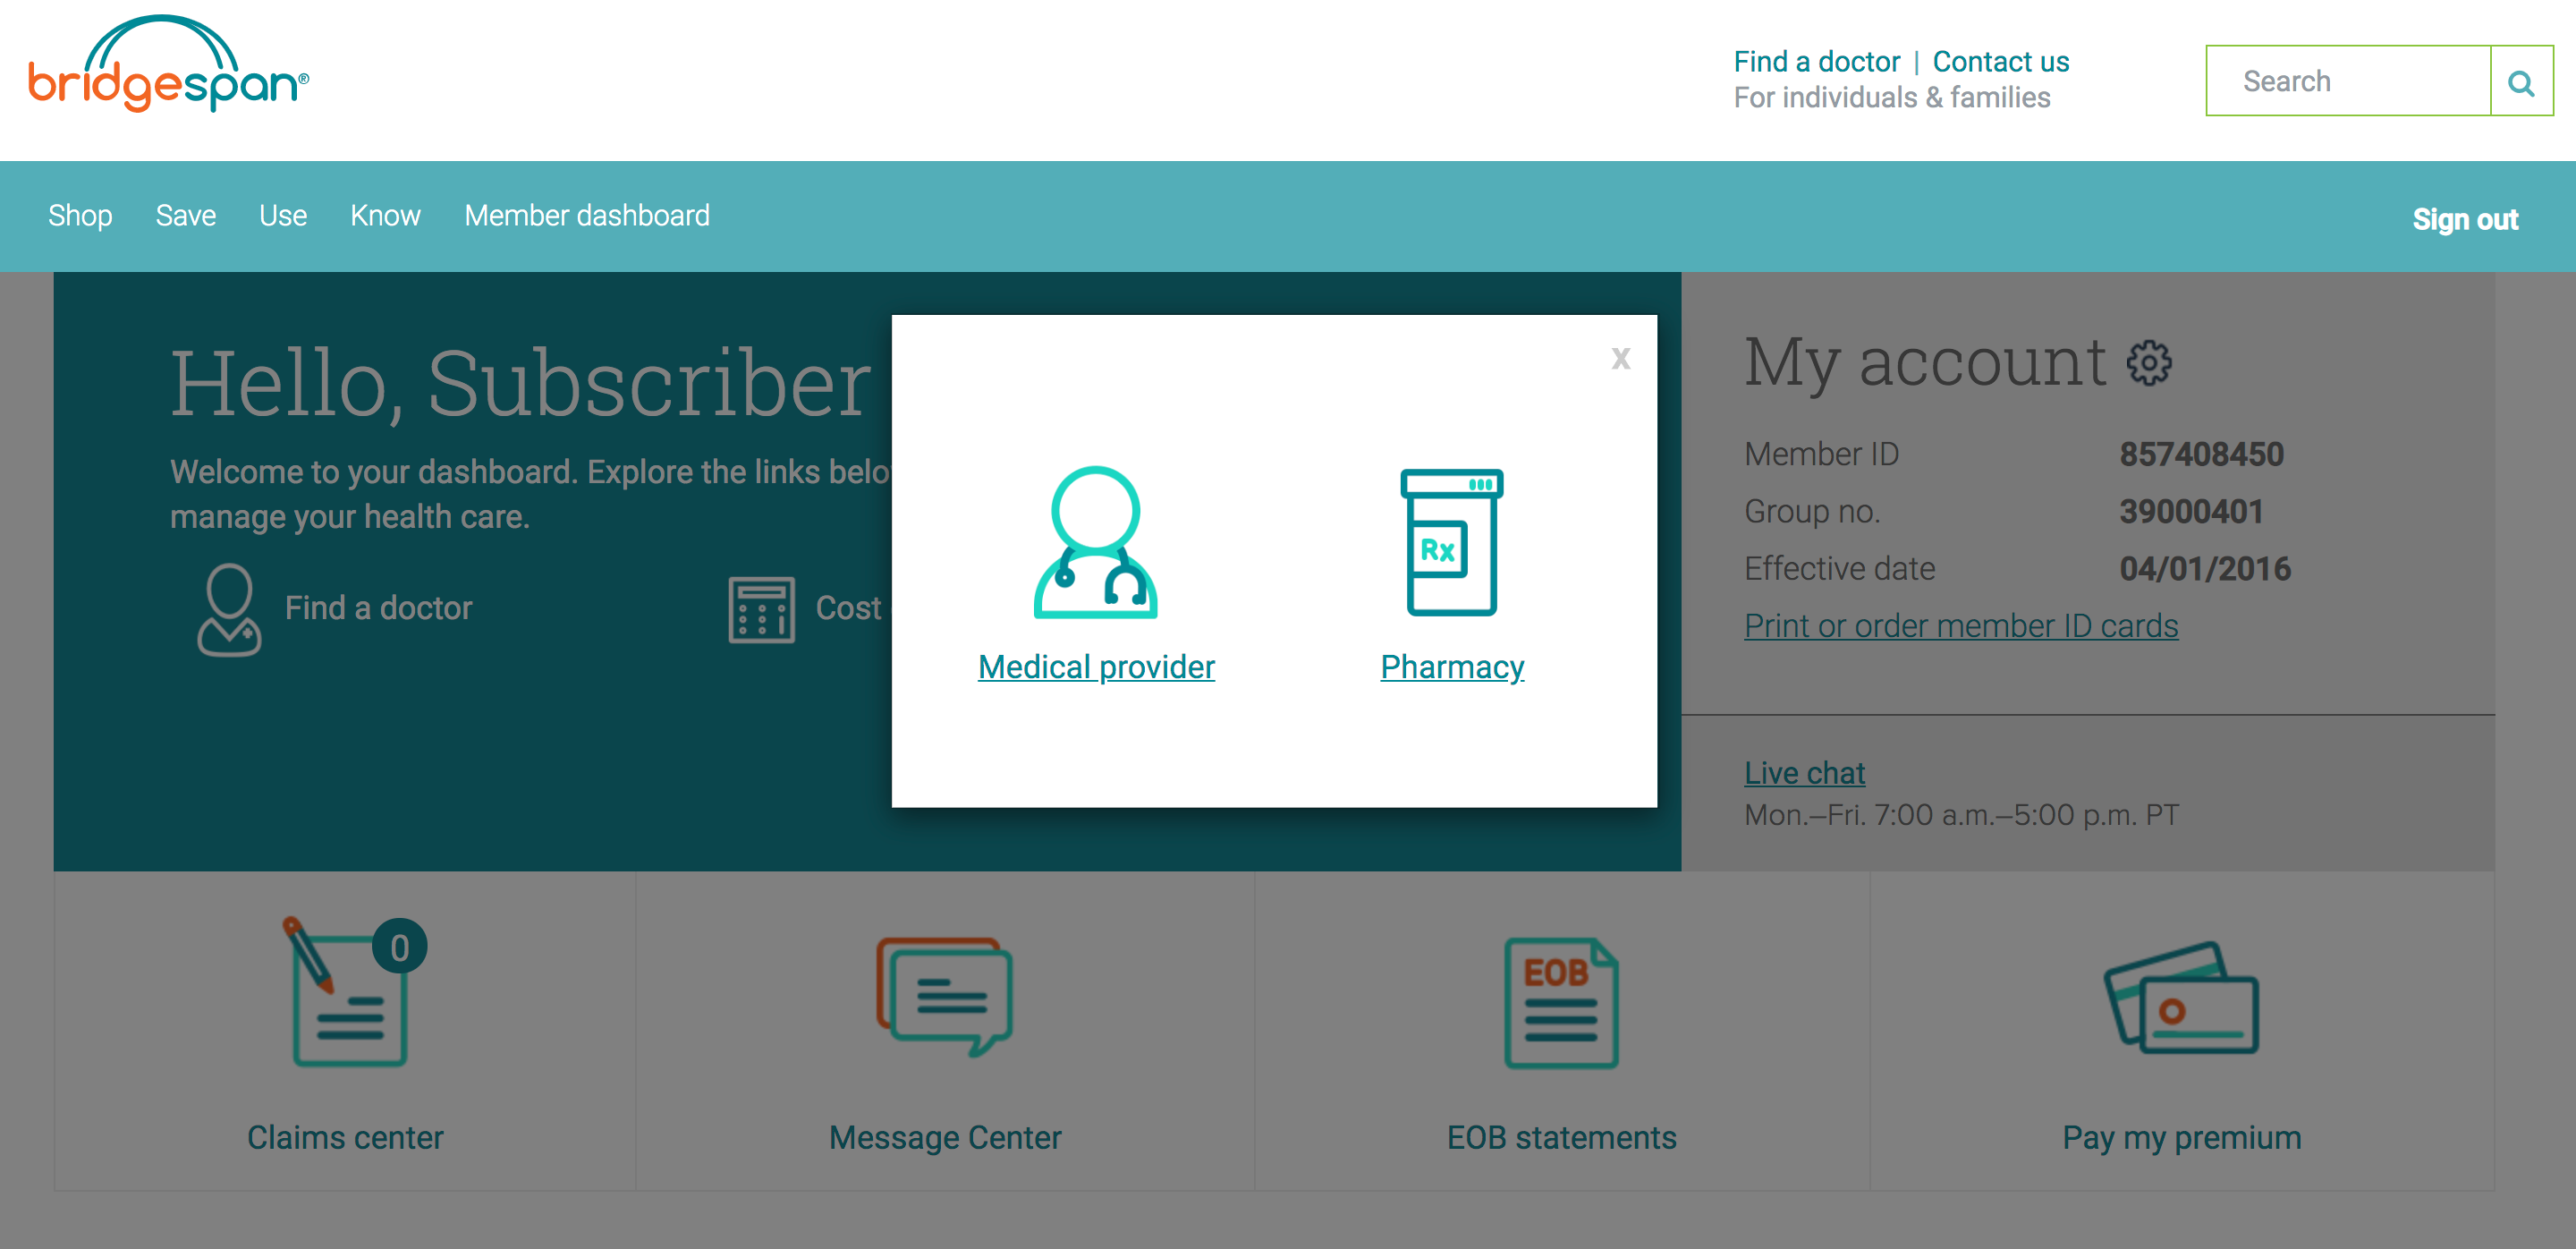 bridgespan®
Find a doctor | Contact us
For individuals & families
Search
Shop Save Use Know Member dashboard
Sign out
Hello, Subscriber
Welcome to your dashboard. Explore the links
manage your health care.
Find a doctor
Cost
x
Rx
Medical provider
Pharmacy
My account
Member ID 857408450
Group no. 39000401
Effective date 04/01/2016
Print or order member ID cards
Live chat
Mon.–Fri. 7:00 a.m.–5:00 p.m. PT
0
Claims center
Message Center
EOB
EOB statements
Pay my premium